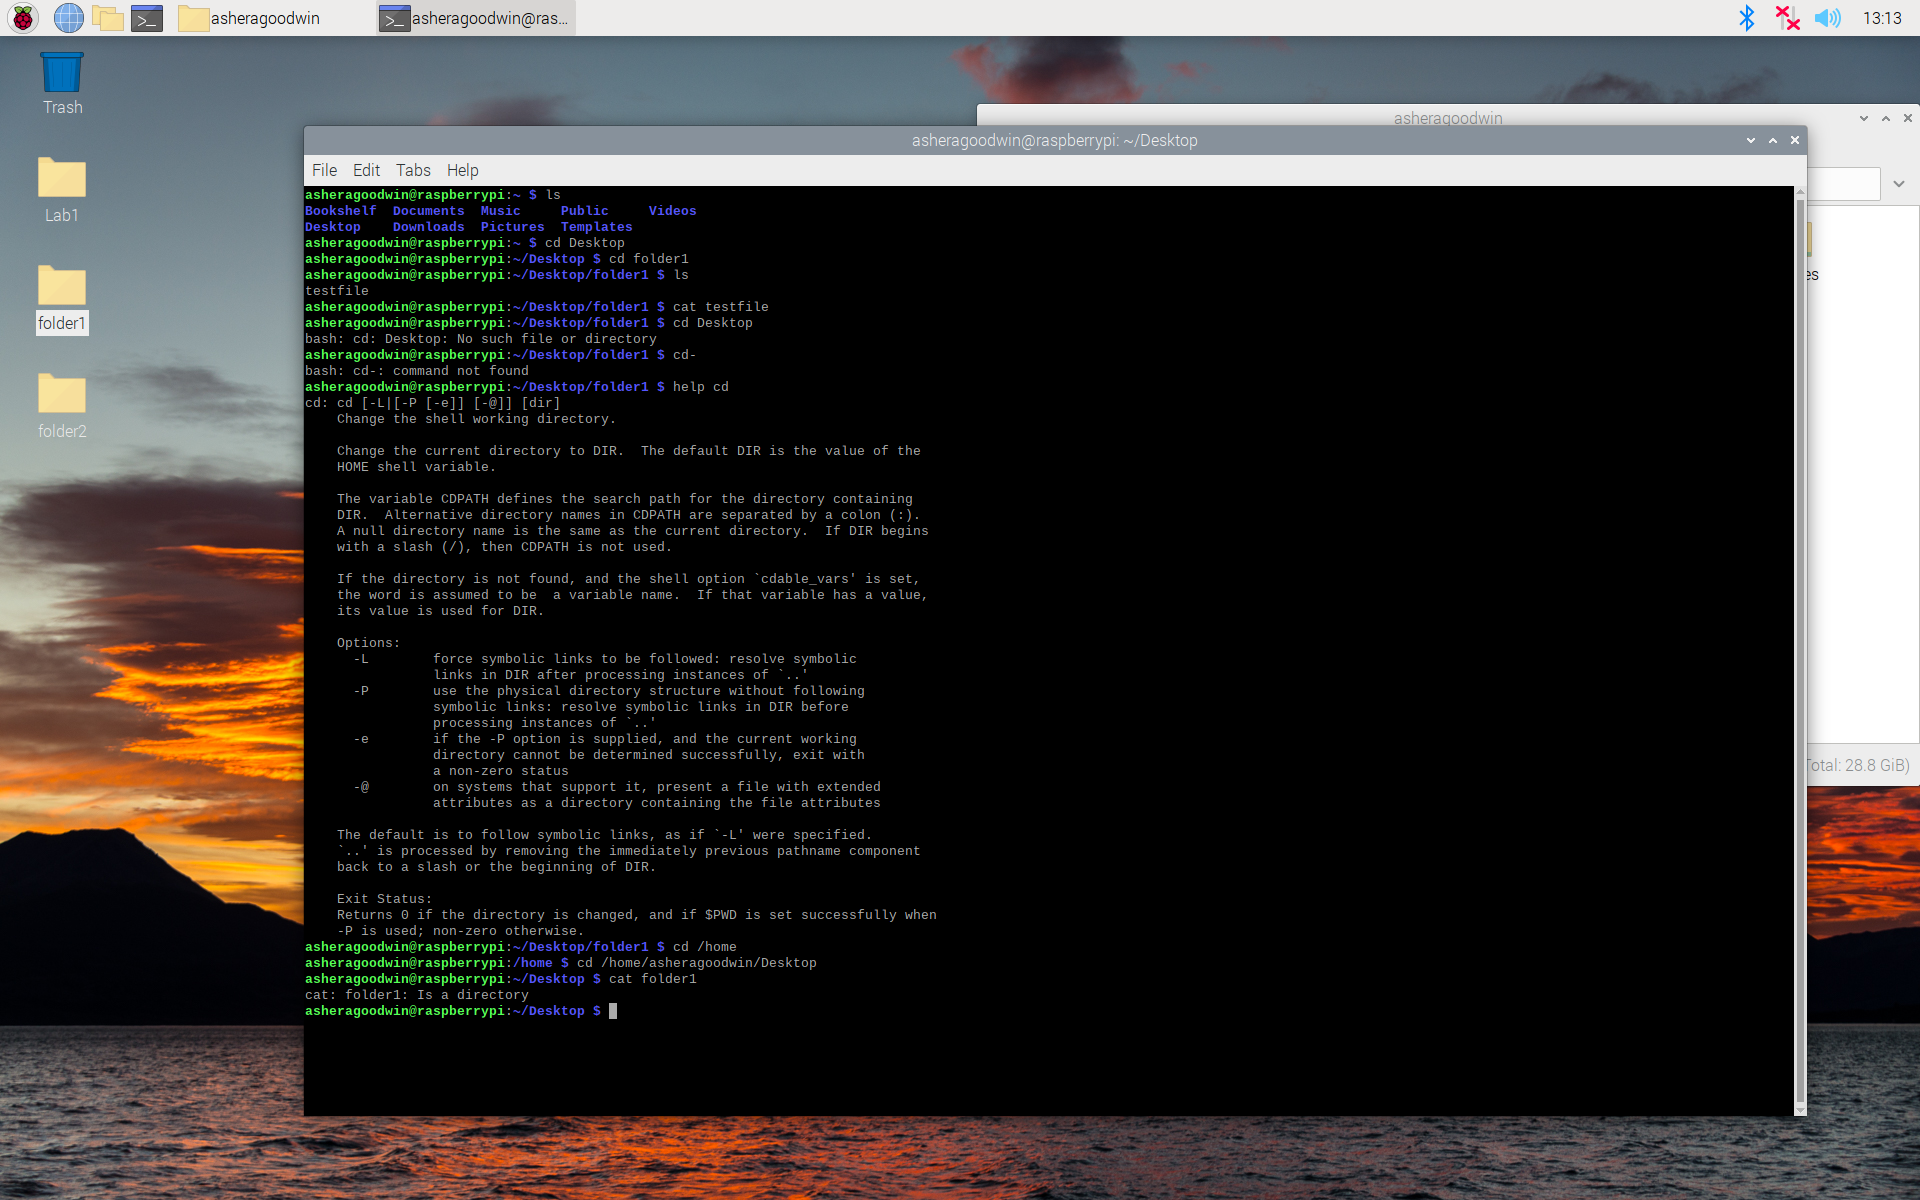 asheragoodwin
asheragoodwin@ras...
13:13
Trash
Lab1
folder1
folder2
asheragoodwin
asheragoodwin@raspberrypi: ~/Desktop
File Edit Tabs Help
asheragoodwin@raspberrypi:~ $ ls
Bookshelf  Documents  Music     Public     Videos
Desktop    Downloads  Pictures  Templates
asheragoodwin@raspberrypi:~ $ cd Desktop
asheragoodwin@raspberrypi:~/Desktop $ cd folder1
asheragoodwin@raspberrypi:~/Desktop/folder1 $ ls
testfile
asheragoodwin@raspberrypi:~/Desktop/folder1 $ cat testfile
asheragoodwin@raspberrypi:~/Desktop/folder1 $ cd Desktop
bash: cd: Desktop: No such file or directory
asheragoodwin@raspberrypi:~/Desktop/folder1 $ cd-
bash: cd-: command not found
asheragoodwin@raspberrypi:~/Desktop/folder1 $ help cd
cd: cd [-L|[-P [-e]] [-@]] [dir]
    Change the shell working directory.
    Change the current directory to DIR.  The default DIR is the value of the
    HOME shell variable.
    The variable CDPATH defines the search path for the directory containing
    DIR.  Alternative directory names in CDPATH are separated by a colon (:).
    A null directory name is the same as the current directory.  If DIR begins
    with a slash (/), then CDPATH is not used.
    If the directory is not found, and the shell option `cdable_vars' is set,
    the word is assumed to be  a variable name.  If that variable has a value,
    its value is used for DIR.
    Options:
      -L        force symbolic links to be followed: resolve symbolic
                links in DIR after processing instances of `..'
      -P        use the physical directory structure without following
                symbolic links: resolve symbolic links in DIR before
                processing instances of `..'
      -e        if the -P option is supplied, and the current working
                directory cannot be determined successfully, exit with
                a non-zero status
      -@        on systems that support it, present a file with extended
                attributes as a directory containing the file attributes
    The default is to follow symbolic links, as if `-L' were specified.
    `..' is processed by removing the immediately previous pathname component
    back to a slash or the beginning of DIR.
    Exit Status:
    Returns 0 if the directory is changed, and if $PWD is set successfully when
    -P is used; non-zero otherwise.
asheragoodwin@raspberrypi:~/Desktop/folder1 $ cd /home
asheragoodwin@raspberrypi:/home $ cd /home/asheragoodwin/Desktop
asheragoodwin@raspberrypi:~/Desktop $ cat folder1
cat: folder1: Is a directory
asheragoodwin@raspberrypi:~/Desktop $
es
Total: 28.8 GiB)